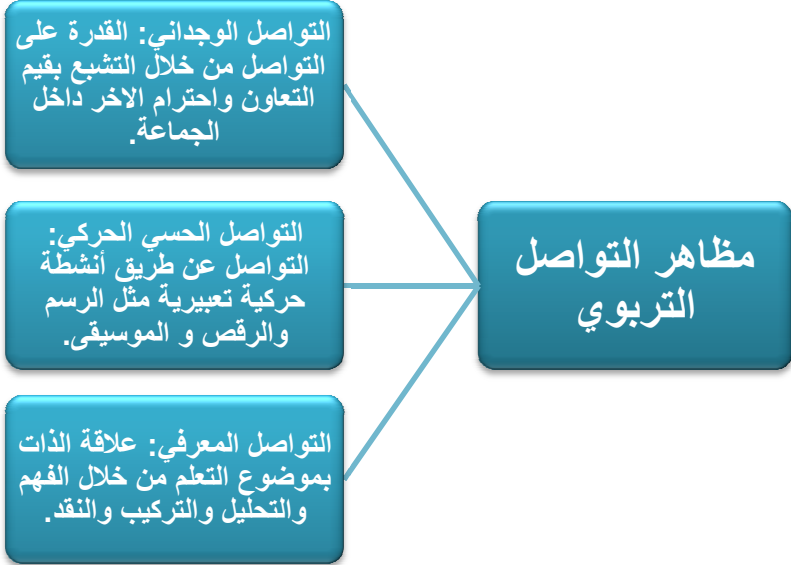 مظاهر التواصل
التربوي
التواصل الوجداني: القدرة على
التواصل من خلال التشبع بقيم
التعاون واحترام الاخر داخل
الجماعة.
التواصل الحسي الحركي:
التواصل عن طريق أنشطة
حركية تعبيرية مثل الرسم
والرقص و الموسيقى.
التواصل المعرفي: علاقة الذات
بموضوع التعلم من خلال الفهم
والتحليل والتركيب والنقد.